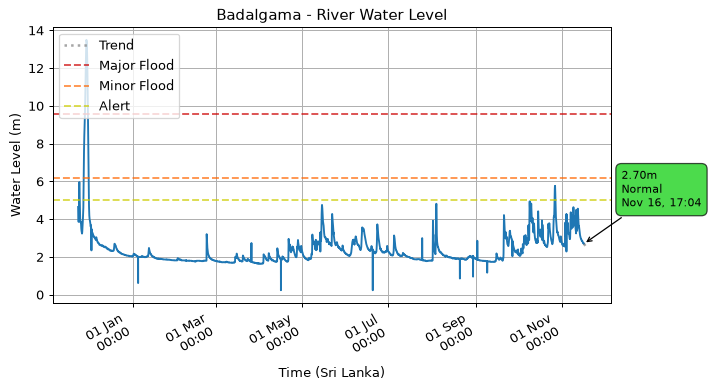 Badalgama - River Water Level
14
12
10
8
6
4
2
0
Water Level (m)
Trend
Major Flood
Minor Flood
Alert
2.70m
Normal
Nov 16, 17:04
01 Jan
00:00
01 Mar
00:00
01 May
00:00
01 Jul
00:00
01 Sep
00:00
01 Nov
00:00
Time (Sri Lanka)